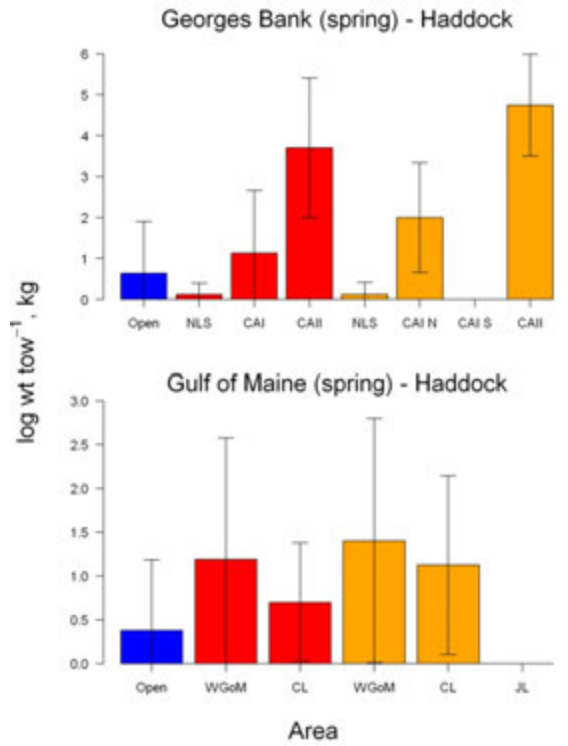 Georges Bank (spring) - Haddock
6
5
4
3
2
1
0
Open NLS CAI CAII NLS CAI N CAI S CAII
log wt tow⁻¹, kg
Gulf of Maine (spring) - Haddock
3.0
2.5
2.0
1.5
1.0
0.5
0.0
Open WGoM CL WGoM CL JL
Area